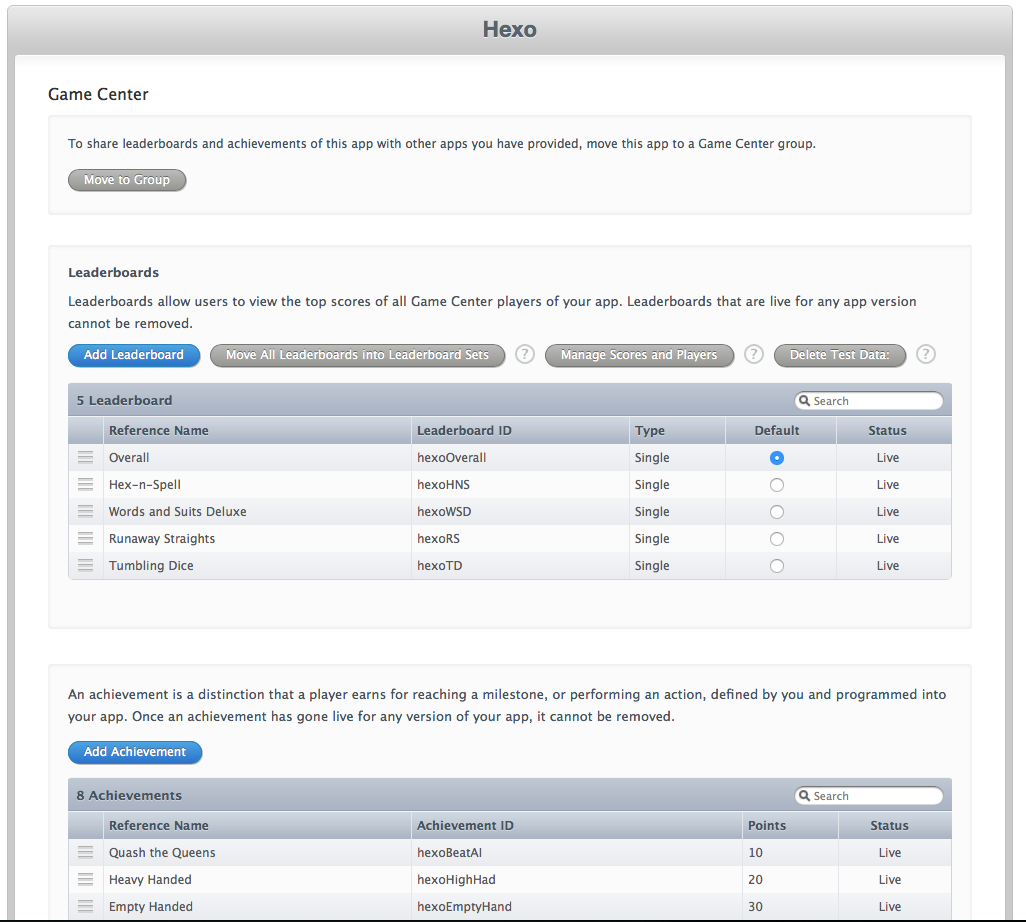 Hexo
Game Center
To share leaderboards and achievements of this app with other apps you have provided, move this app to a Game Center group.
Move to Group
Leaderboards
Leaderboards allow users to view the top scores of all Game Center players of your app. Leaderboards that are live for any app version
cannot be removed.
Add Leaderboard Move All Leaderboards into Leaderboard Sets ? Manage Scores and Players ? Delete Test Data: ?
5 Leaderboard Search
Reference Name Leaderboard ID Type Default Status
Overall hexoOverall Single Live
Hex-n-Spell hexoHNS Single Live
Words and Suits Deluxe hexoWSD Single Live
Runaway Straights hexoRS Single Live
Tumbling Dice hexoTD Single Live
An achievement is a distinction that a player earns for reaching a milestone, or performing an action, defined by you and programmed into
your app. Once an achievement has gone live for any version of your app, it cannot be removed.
Add Achievement
8 Achievements Search
Reference Name Achievement ID Points Status
Quash the Queens hexoBeatAI 10 Live
Heavy Handed hexoHighHad 20 Live
Empty Handed hexoEmptyHand 30 Live